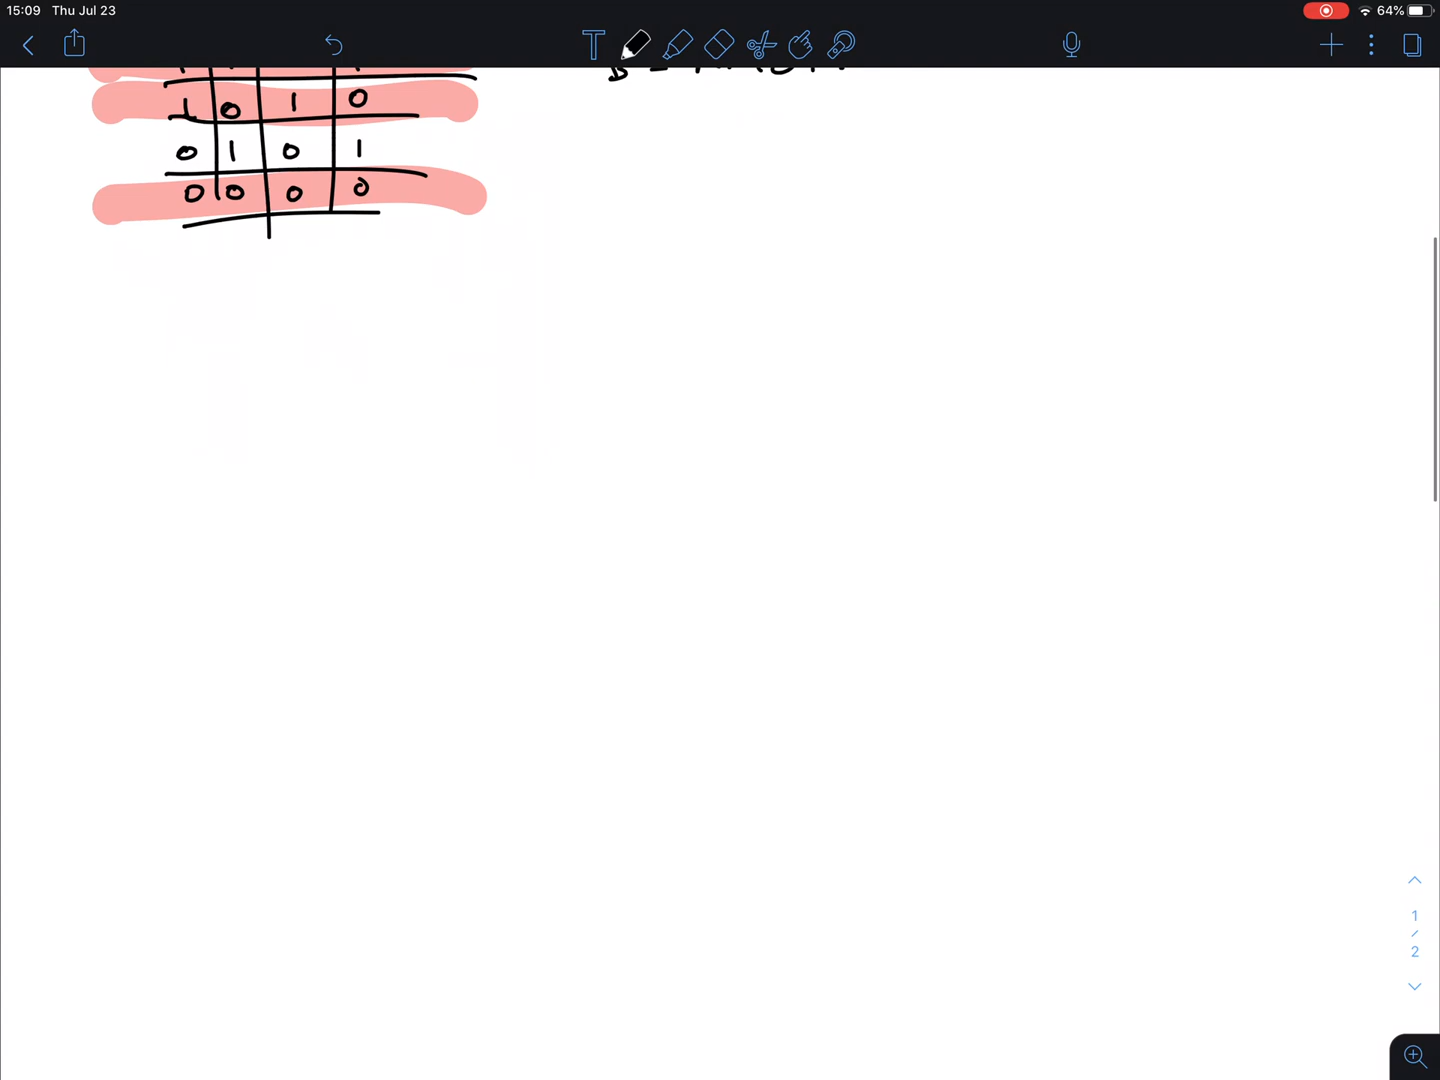 15:09 Thu Jul 23 64%
T
1 0 1 0
0 1 0 1
0 0 0 0
1
/
2